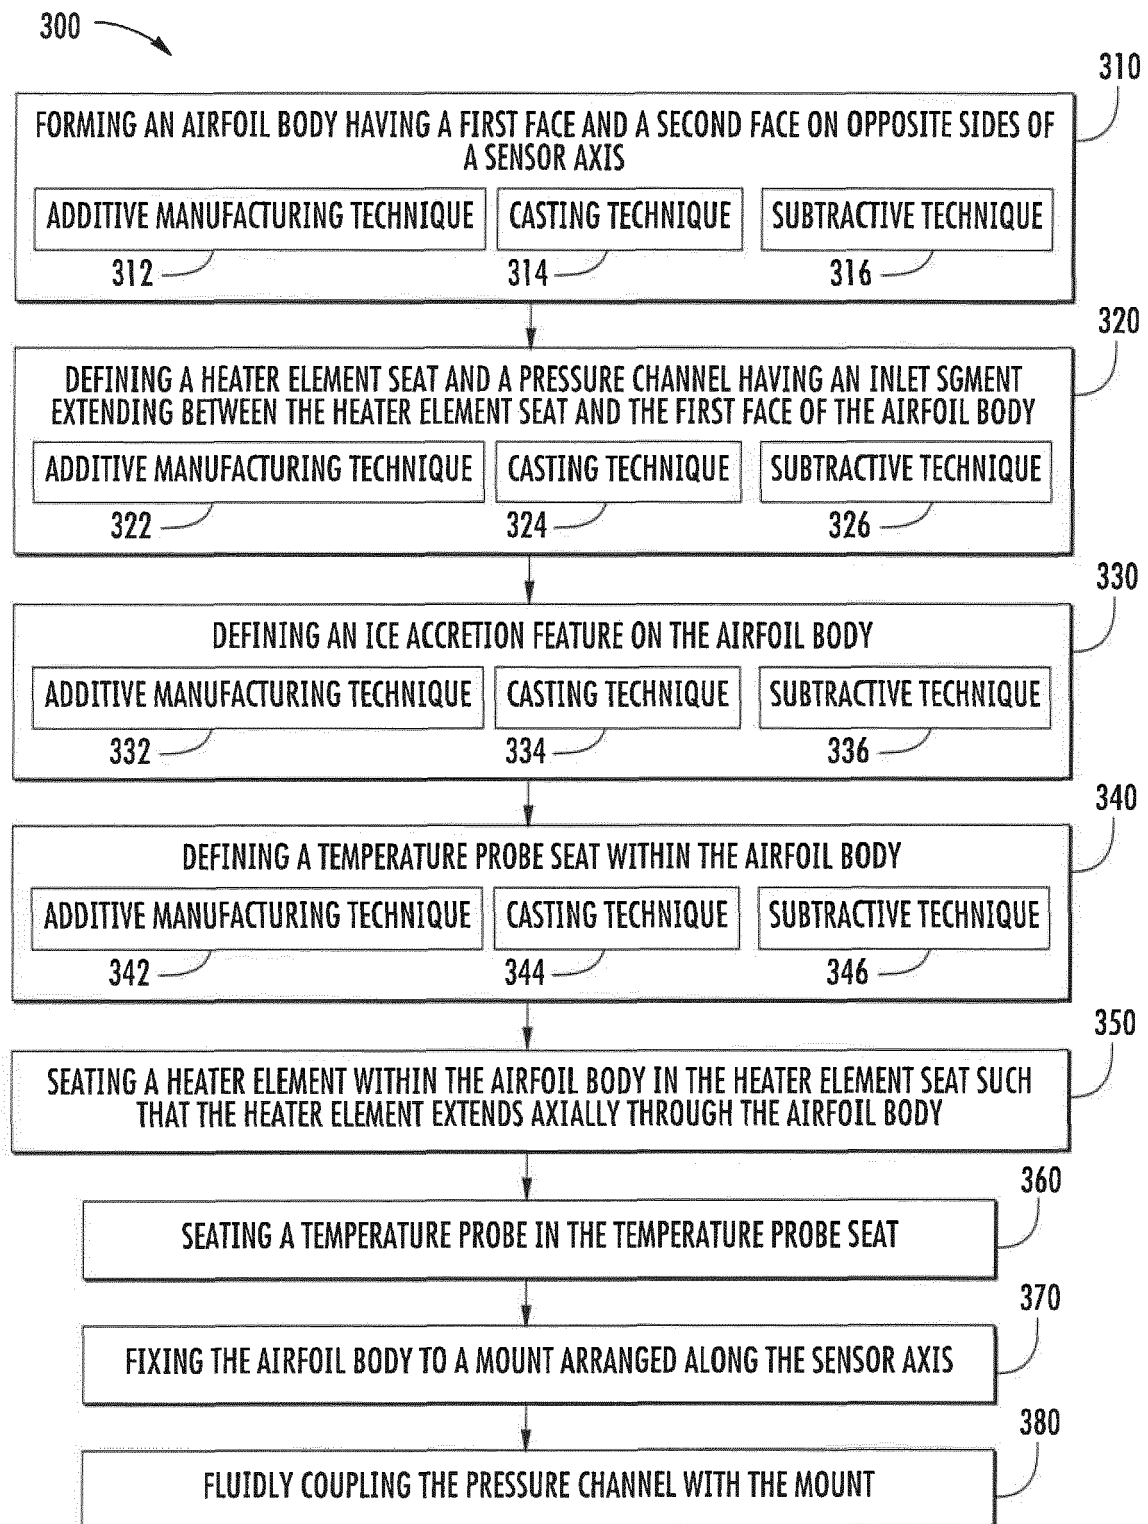 300
310
FORMING AN AIRFOIL BODY HAVING A FIRST FACE AND A SECOND FACE ON OPPOSITE SIDES OF
A SENSOR AXIS
ADDITIVE MANUFACTURING TECHNIQUE
CASTING TECHNIQUE
SUBTRACTIVE TECHNIQUE
312
314
316
320
DEFINING A HEATER ELEMENT SEAT AND A PRESSURE CHANNEL HAVING AN INLET SGMENT
EXTENDING BETWEEN THE HEATER ELEMENT SEAT AND THE FIRST FACE OF THE AIRFOIL BODY
ADDITIVE MANUFACTURING TECHNIQUE
CASTING TECHNIQUE
SUBTRACTIVE TECHNIQUE
322
324
326
330
DEFINING AN ICE ACCRETION FEATURE ON THE AIRFOIL BODY
ADDITIVE MANUFACTURING TECHNIQUE
CASTING TECHNIQUE
SUBTRACTIVE TECHNIQUE
332
334
336
340
DEFINING A TEMPERATURE PROBE SEAT WITHIN THE AIRFOIL BODY
ADDITIVE MANUFACTURING TECHNIQUE
CASTING TECHNIQUE
SUBTRACTIVE TECHNIQUE
342
344
346
350
SEATING A HEATER ELEMENT WITHIN THE AIRFOIL BODY IN THE HEATER ELEMENT SEAT SUCH
THAT THE HEATER ELEMENT EXTENDS AXIALLY THROUGH THE AIRFOIL BODY
360
SEATING A TEMPERATURE PROBE IN THE TEMPERATURE PROBE SEAT
370
FIXING THE AIRFOIL BODY TO A MOUNT ARRANGED ALONG THE SENSOR AXIS
380
FLUIDLY COUPLING THE PRESSURE CHANNEL WITH THE MOUNT